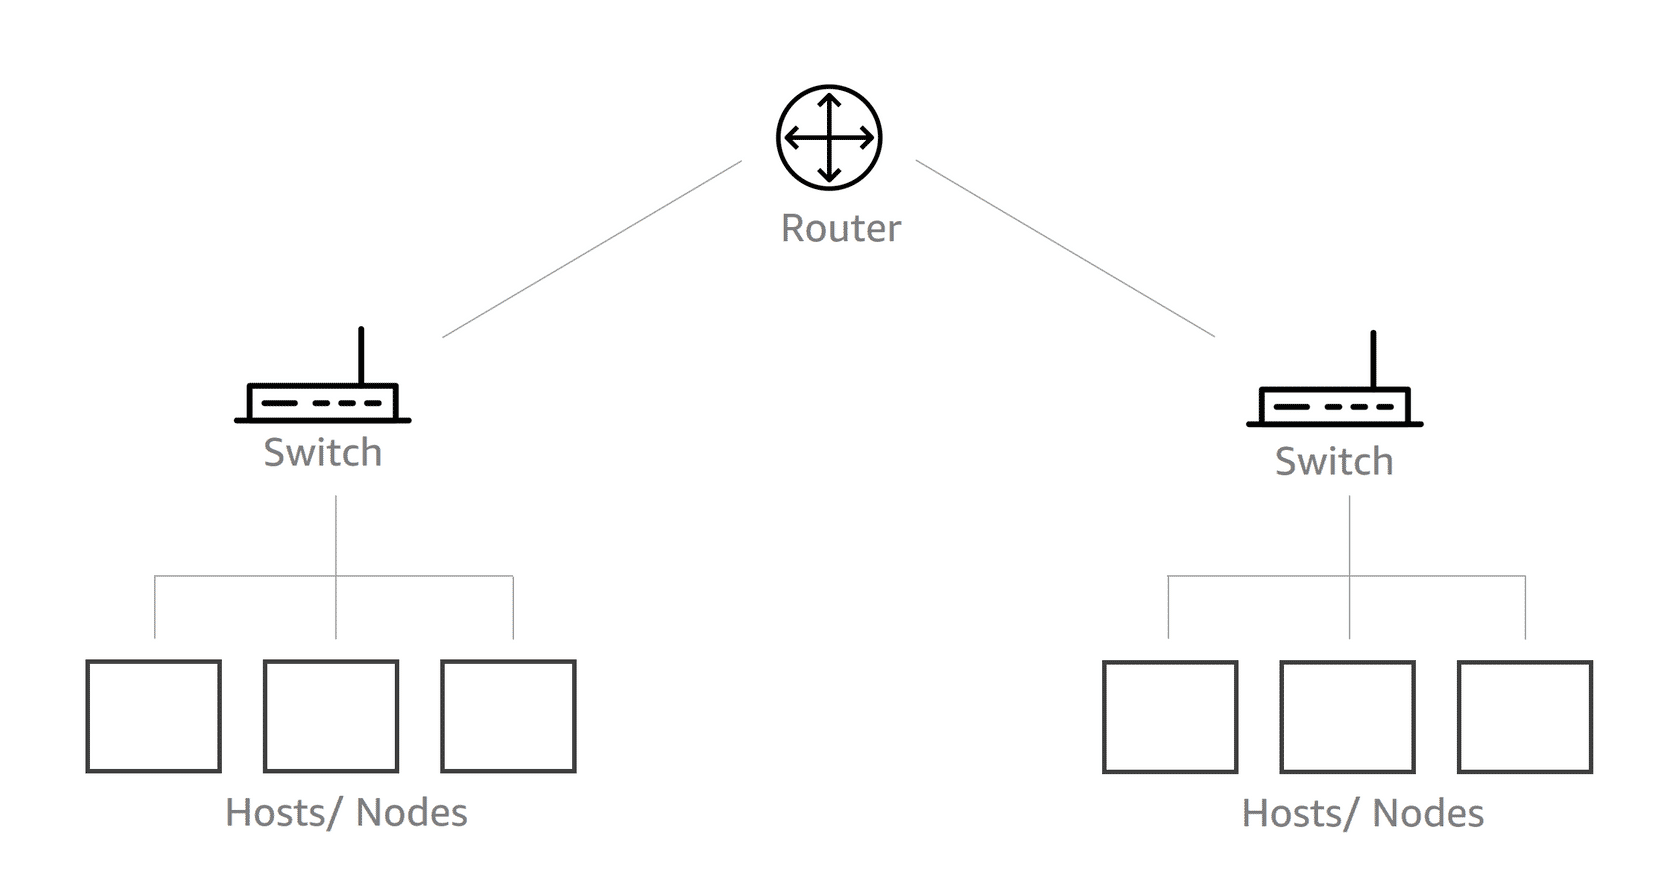 Router
Switch
Switch
Hosts/ Nodes
Hosts/ Nodes